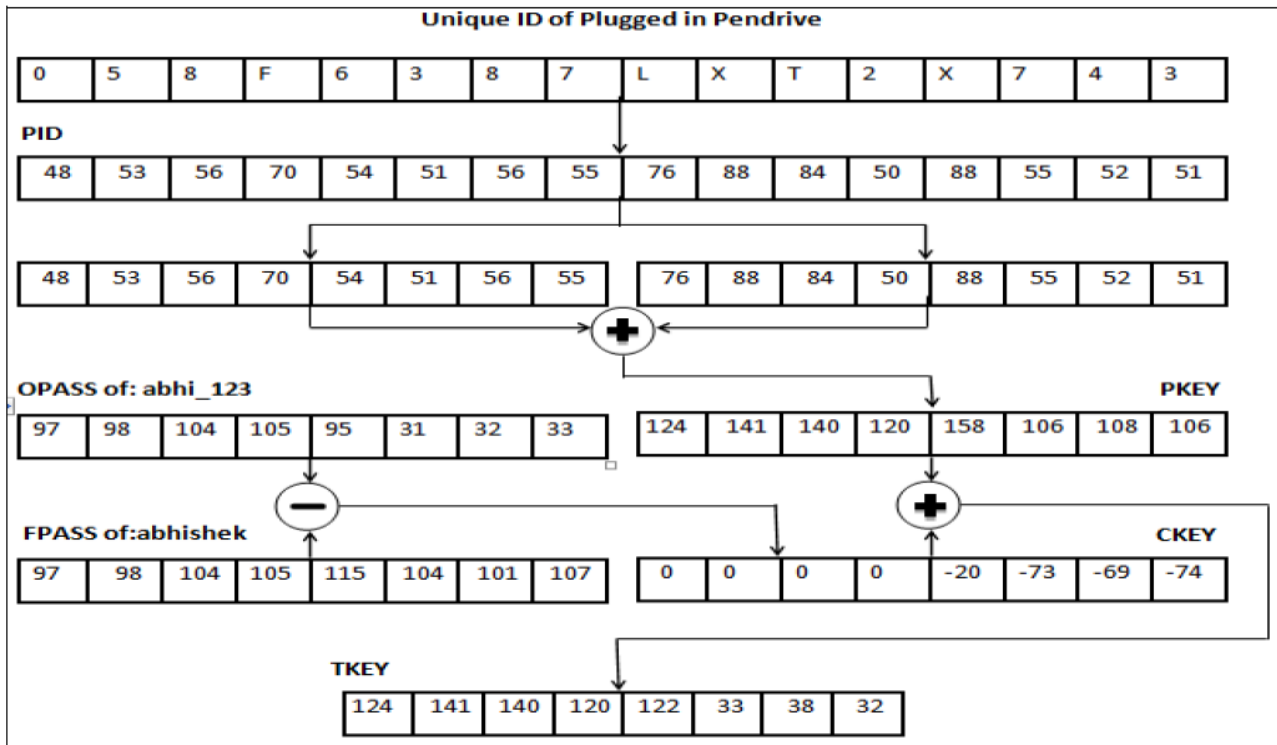 Unique ID of Plugged in Pendrive
0 5 8 F 6 3 8 7 L X T 2 X 7 4 3
PID
48 53 56 70 54 51 56 55 76 88 84 50 88 55 52 51
48 53 56 70 54 51 56 55 76 88 84 50 88 55 52 51
OPASS of: abhi_123 PKEY
97 98 104 105 95 31 32 33 124 141 140 120 158 106 108 106
FPASS of:abhishek CKEY
97 98 104 105 115 104 101 107 0 0 0 0 -20 -73 -69 -74
TKEY
124 141 140 120 122 33 38 32